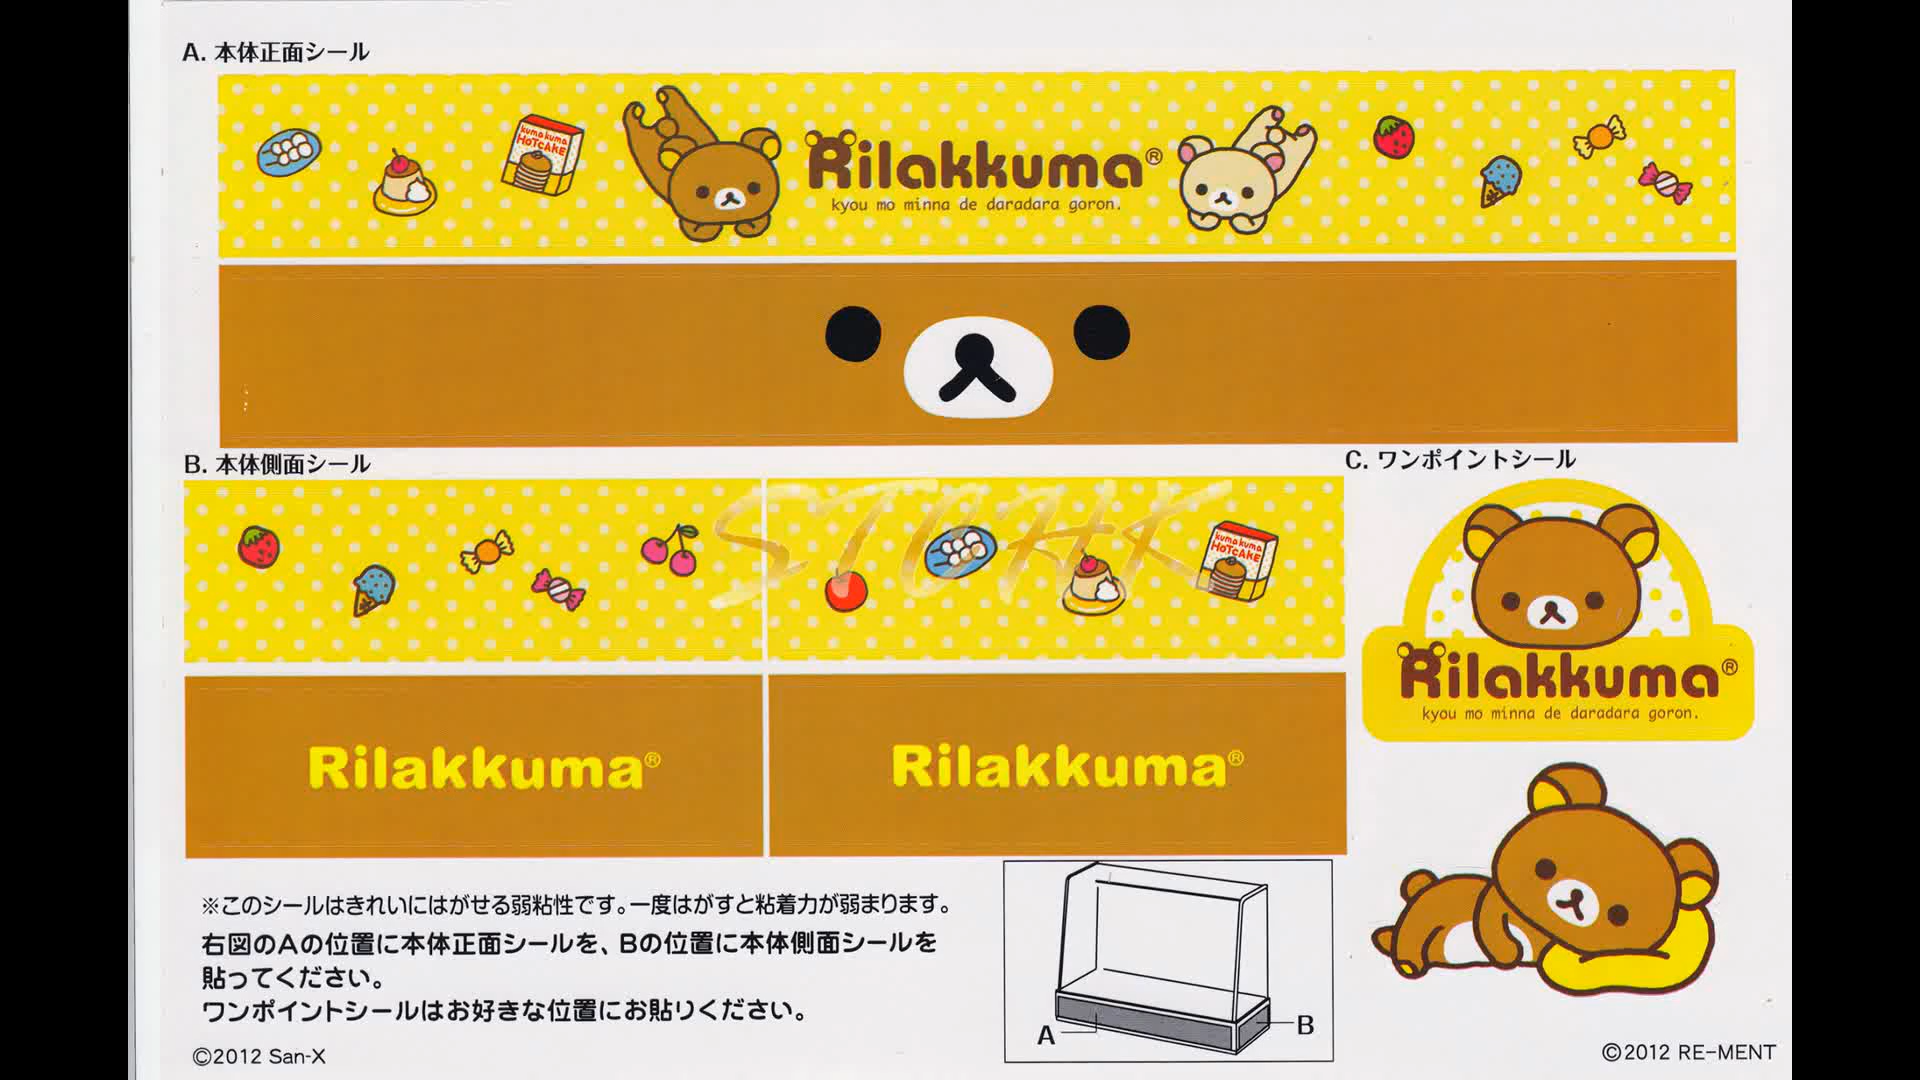 A. 本体正面シール
kuma kuma
HOTCAKE
Rilakkuma®
kyou mo minna de daradara goron.
B. 本体側面シール
C. ワンポイントシール
STOHK
kuma kuma
HOTCAKE
Rilakkuma®
kyou mo minna de daradara goron.
Rilakkuma®
Rilakkuma®
※このシールはきれいにはがせる弱粘性です。一度はがすと粘着力が弱まります。
右図のAの位置に本体正面シールを、Bの位置に本体側面シールを
貼ってください。
ワンポイントシールはお好きな位置にお貼りください。
A
B
©2012 San-X
©2012 RE-MENT